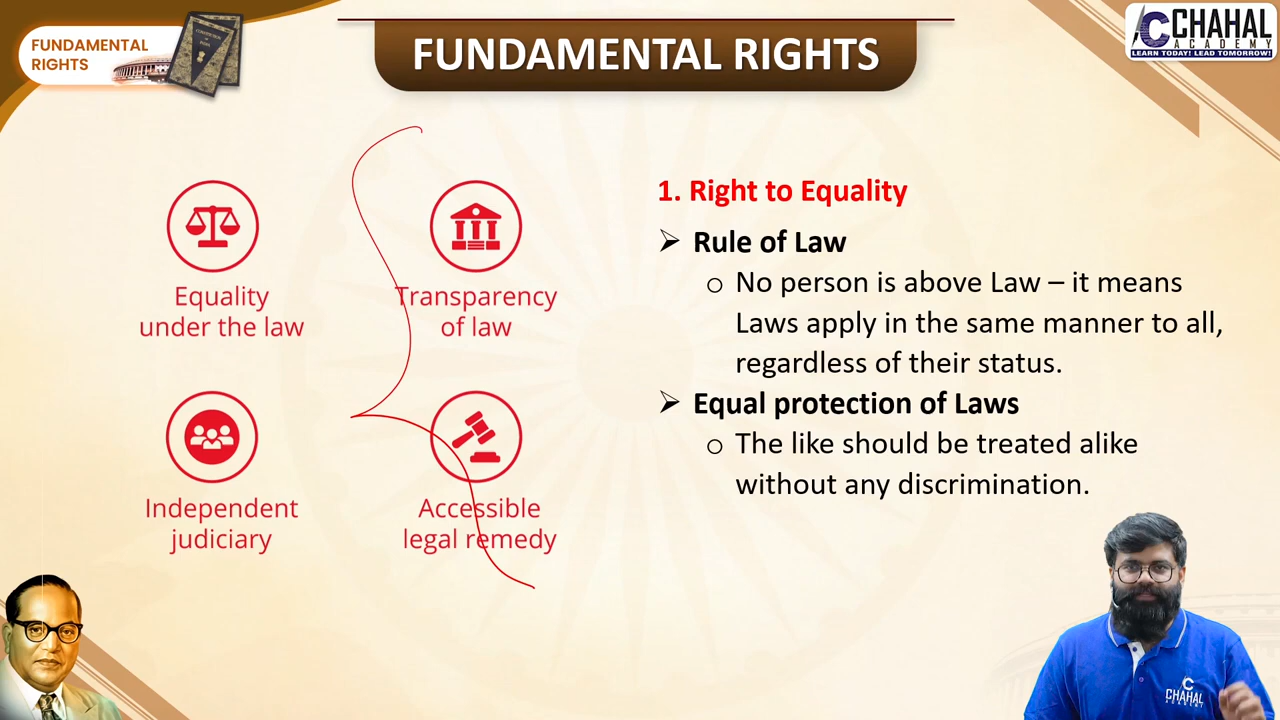 FUNDAMENTAL
RIGHTS
FUNDAMENTAL RIGHTS
CHAHAL
ACADEMY
LEARN TODAY! LEAD TOMORROW!
Equality
under the law
Transparency
of law
Independent
judiciary
Accessible
legal remedy
1. Right to Equality
➢ Rule of Law
o No person is above Law – it means
Laws apply in the same manner to all,
regardless of their status.
➢ Equal protection of Laws
o The like should be treated alike
without any discrimination.
CHAHAL
ACADEMY